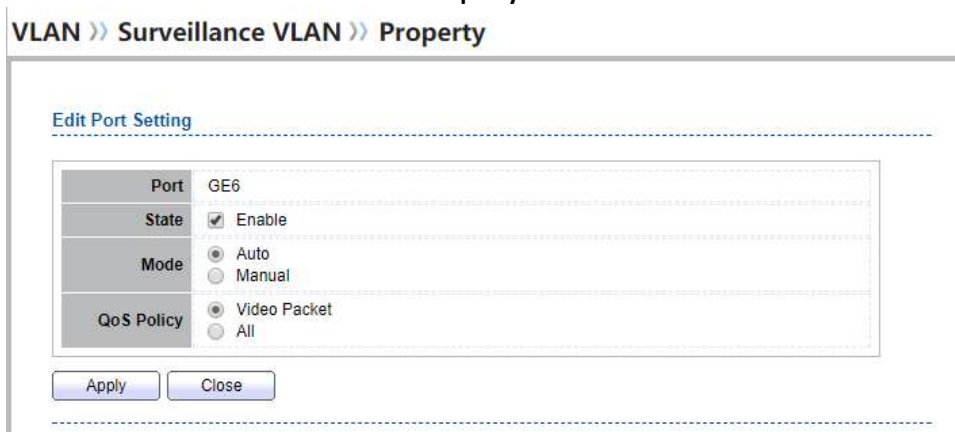 VLAN 》 Surveillance VLAN 》 Property
Edit Port Setting
Port GE6
State Enable
Mode Auto
Manual
QoS Policy Video Packet
All
Apply Close